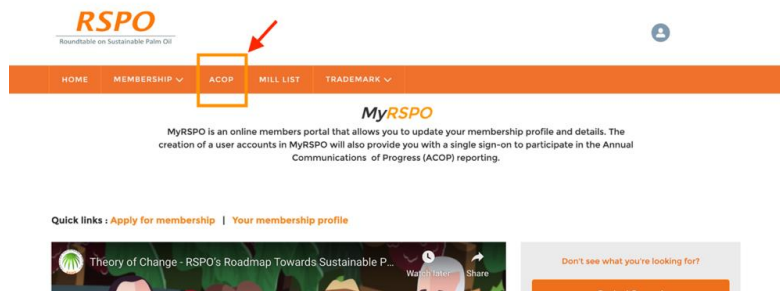 RSPO
Roundtable on Sustainable Palm Oil
HOME MEMBERSHIP ACOP MILL LIST TRADEMARK
MyRSPO
MyRSPO is an online members portal that allows you to update your membership profile and details. The
creation of a user accounts in MyRSPO will also provide you with a single sign-on to participate in the Annual
Communications of Progress (ACOP) reporting.
Quick links : Apply for membership | Your membership profile
Theory of Change - RSPO's Roadmap Towards Sustainable P...
Watch later Share
Don't see what you're looking for?